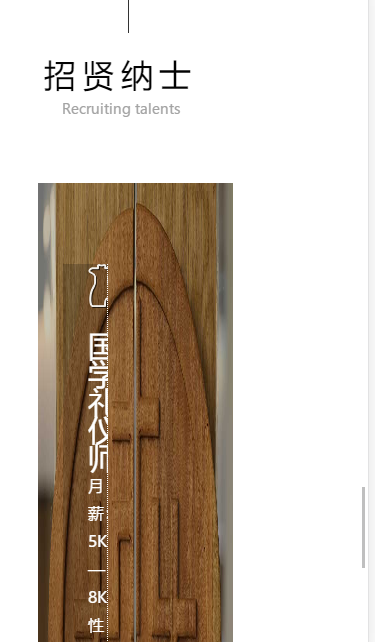 招贤纳士
Recruiting talents
国学礼仪师
月
薪
5K
—
8K
性